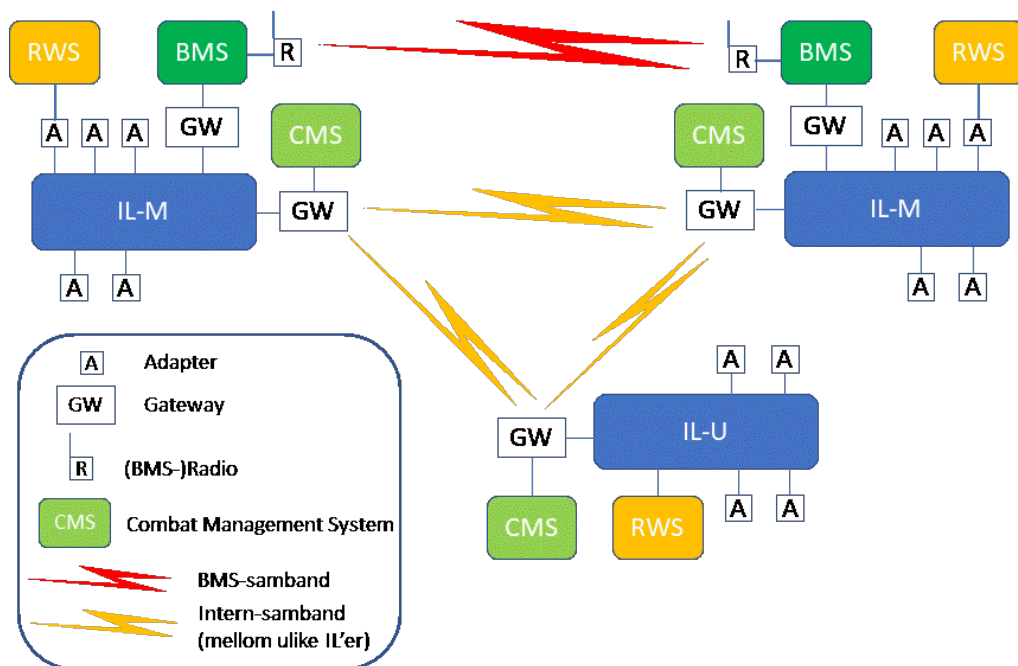 RWS
BMS
R
R
BMS
RWS
A
A
A
GW
CMS
CMS
GW
A
A
A
IL-M
GW
GW
IL-M
A
A
A
A
A
Adapter
GW
Gateway
R
(BMS-)Radio
CMS
Combat Management System
BMS-samband
Intern-samband
(mellom ulike IL'er)
A
A
GW
IL-U
CMS
RWS
A
A